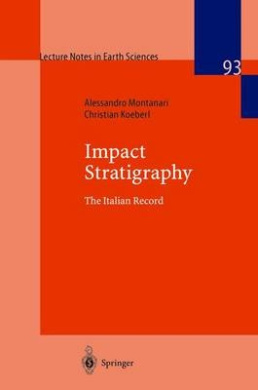 Lecture Notes in Earth Sciences
93
Alessandro Montanari
Christian Koeberl
Impact
Stratigraphy
The Italian Record
Springer